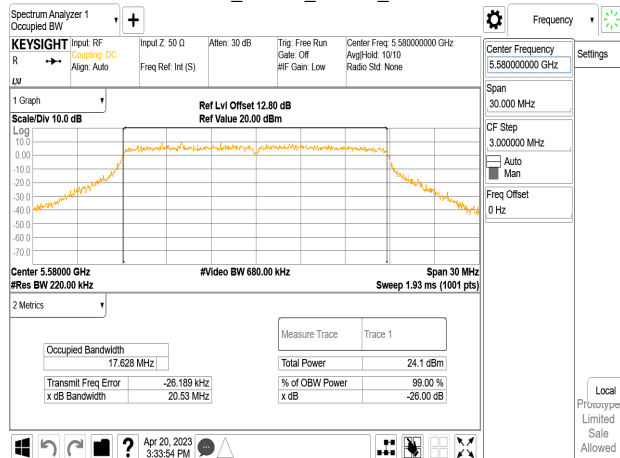 Spectrum Analyzer 1
Occupied BW
Frequency
KEYSIGHT
R
Input: RF
Coupling: DC
Align: Auto
Input Z: 50 Ω
Freq Ref: Int (S)
Atten: 30 dB
Trig: Free Run
Gate: Off
#IF Gain: Low
Center Freq: 5.580000000 GHz
Avg|Hold: 10/10
Radio Std: None
Center Frequency
5.580000000 GHz
Settings
Span
30.000 MHz
CF Step
3.000000 MHz
Auto
Man
Freq Offset
0 Hz
1 Graph
Scale/Div 10.0 dB
Ref Lvl Offset 12.80 dB
Ref Value 20.00 dBm
Log
10.0
0.00
-10.0
-20.0
-30.0
-40.0
-50.0
-60.0
-70.0
Center 5.58000 GHz
#Res BW 220.00 kHz
#Video BW 680.00 kHz
Span 30 MHz
Sweep 1.93 ms (1001 pts)
2 Metrics
Measure Trace
Trace 1
Occupied Bandwidth
17.628 MHz
Total Power
24.1 dBm
Transmit Freq Error
-26.189 kHz
% of OBW Power
99.00 %
x dB Bandwidth
20.53 MHz
x dB
-26.00 dB
Local
Prototype
Limited
Sale
Allowed
?
Apr 20, 2023
3:33:54 PM